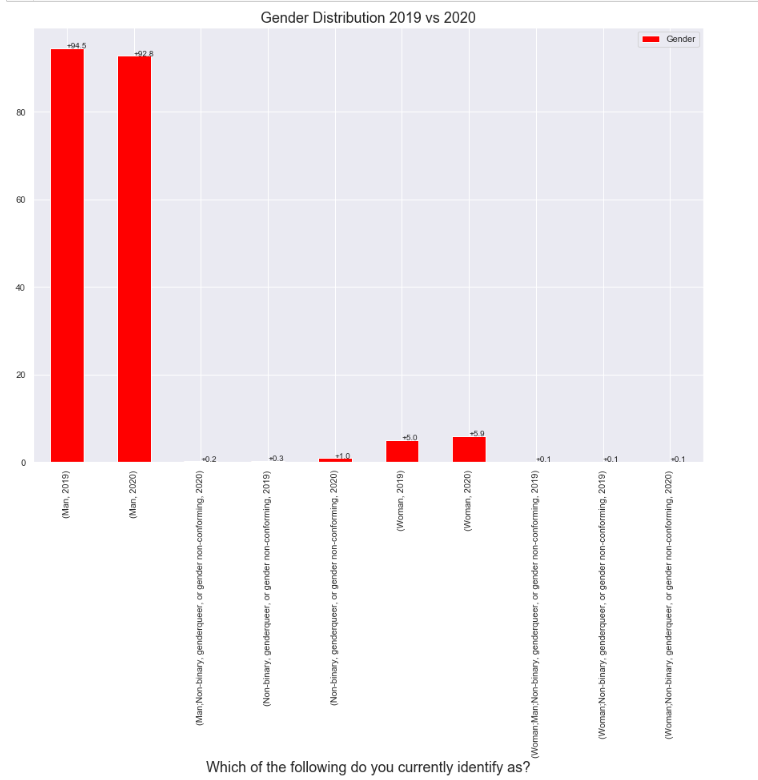 Gender Distribution 2019 vs 2020
Gender
+94.5
+92.8
+0.2
+0.3
+1.0
+5.0
+5.9
+0.1
+0.1
+0.1
80
60
40
20
0
(Man, 2019)
(Man, 2020)
(Man;Non-binary, genderqueer, or gender non-conforming, 2020)
(Non-binary, genderqueer, or gender non-conforming, 2019)
(Non-binary, genderqueer, or gender non-conforming, 2020)
(Woman, 2019)
(Woman, 2020)
(Woman;Man;Non-binary, genderqueer, or gender non-conforming, 2019)
(Woman;Non-binary, genderqueer, or gender non-conforming, 2019)
(Woman;Non-binary, genderqueer, or gender non-conforming, 2020)
Which of the following do you currently identify as?